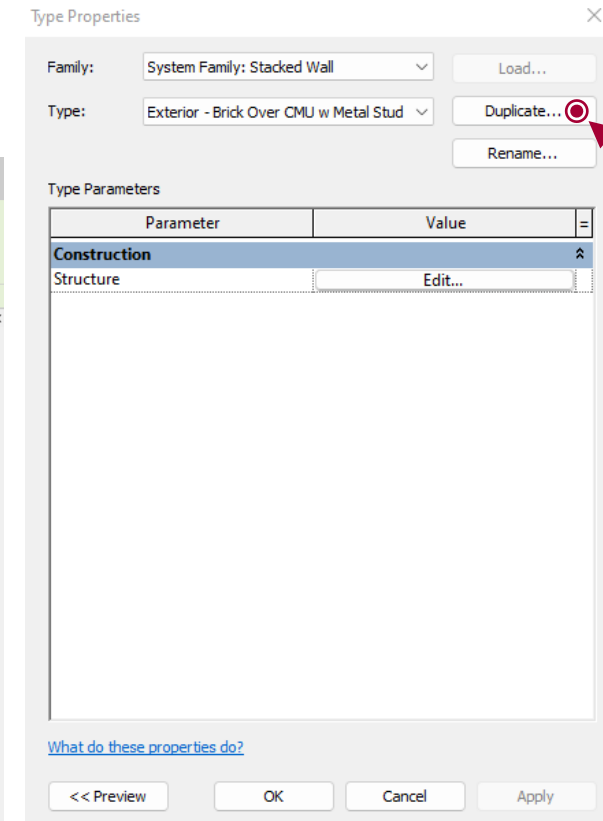 Type Properties
Family: System Family: Stacked Wall Load...
Type: Exterior - Brick Over CMU w Metal Stud Duplicate...
Rename...
Type Parameters
Parameter Value =
Construction
Structure Edit...
What do these properties do?
<< Preview OK Cancel Apply